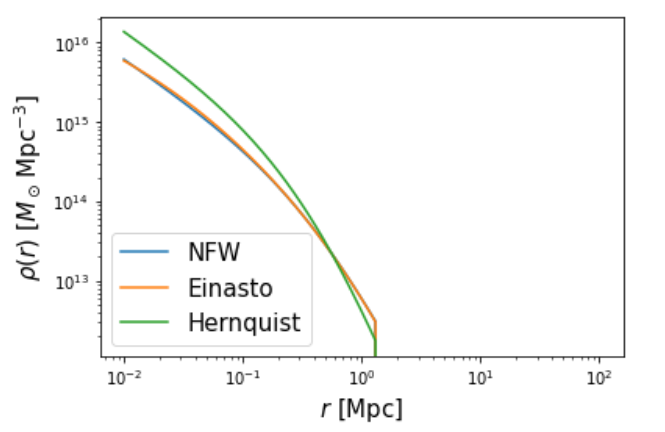 10^16
10^15
10^14
10^13
ρ(r) [M_⊙ Mpc^−3]
NFW
Einasto
Hernquist
10^−2 10^−1 10^0 10^1 10^2
r [Mpc]